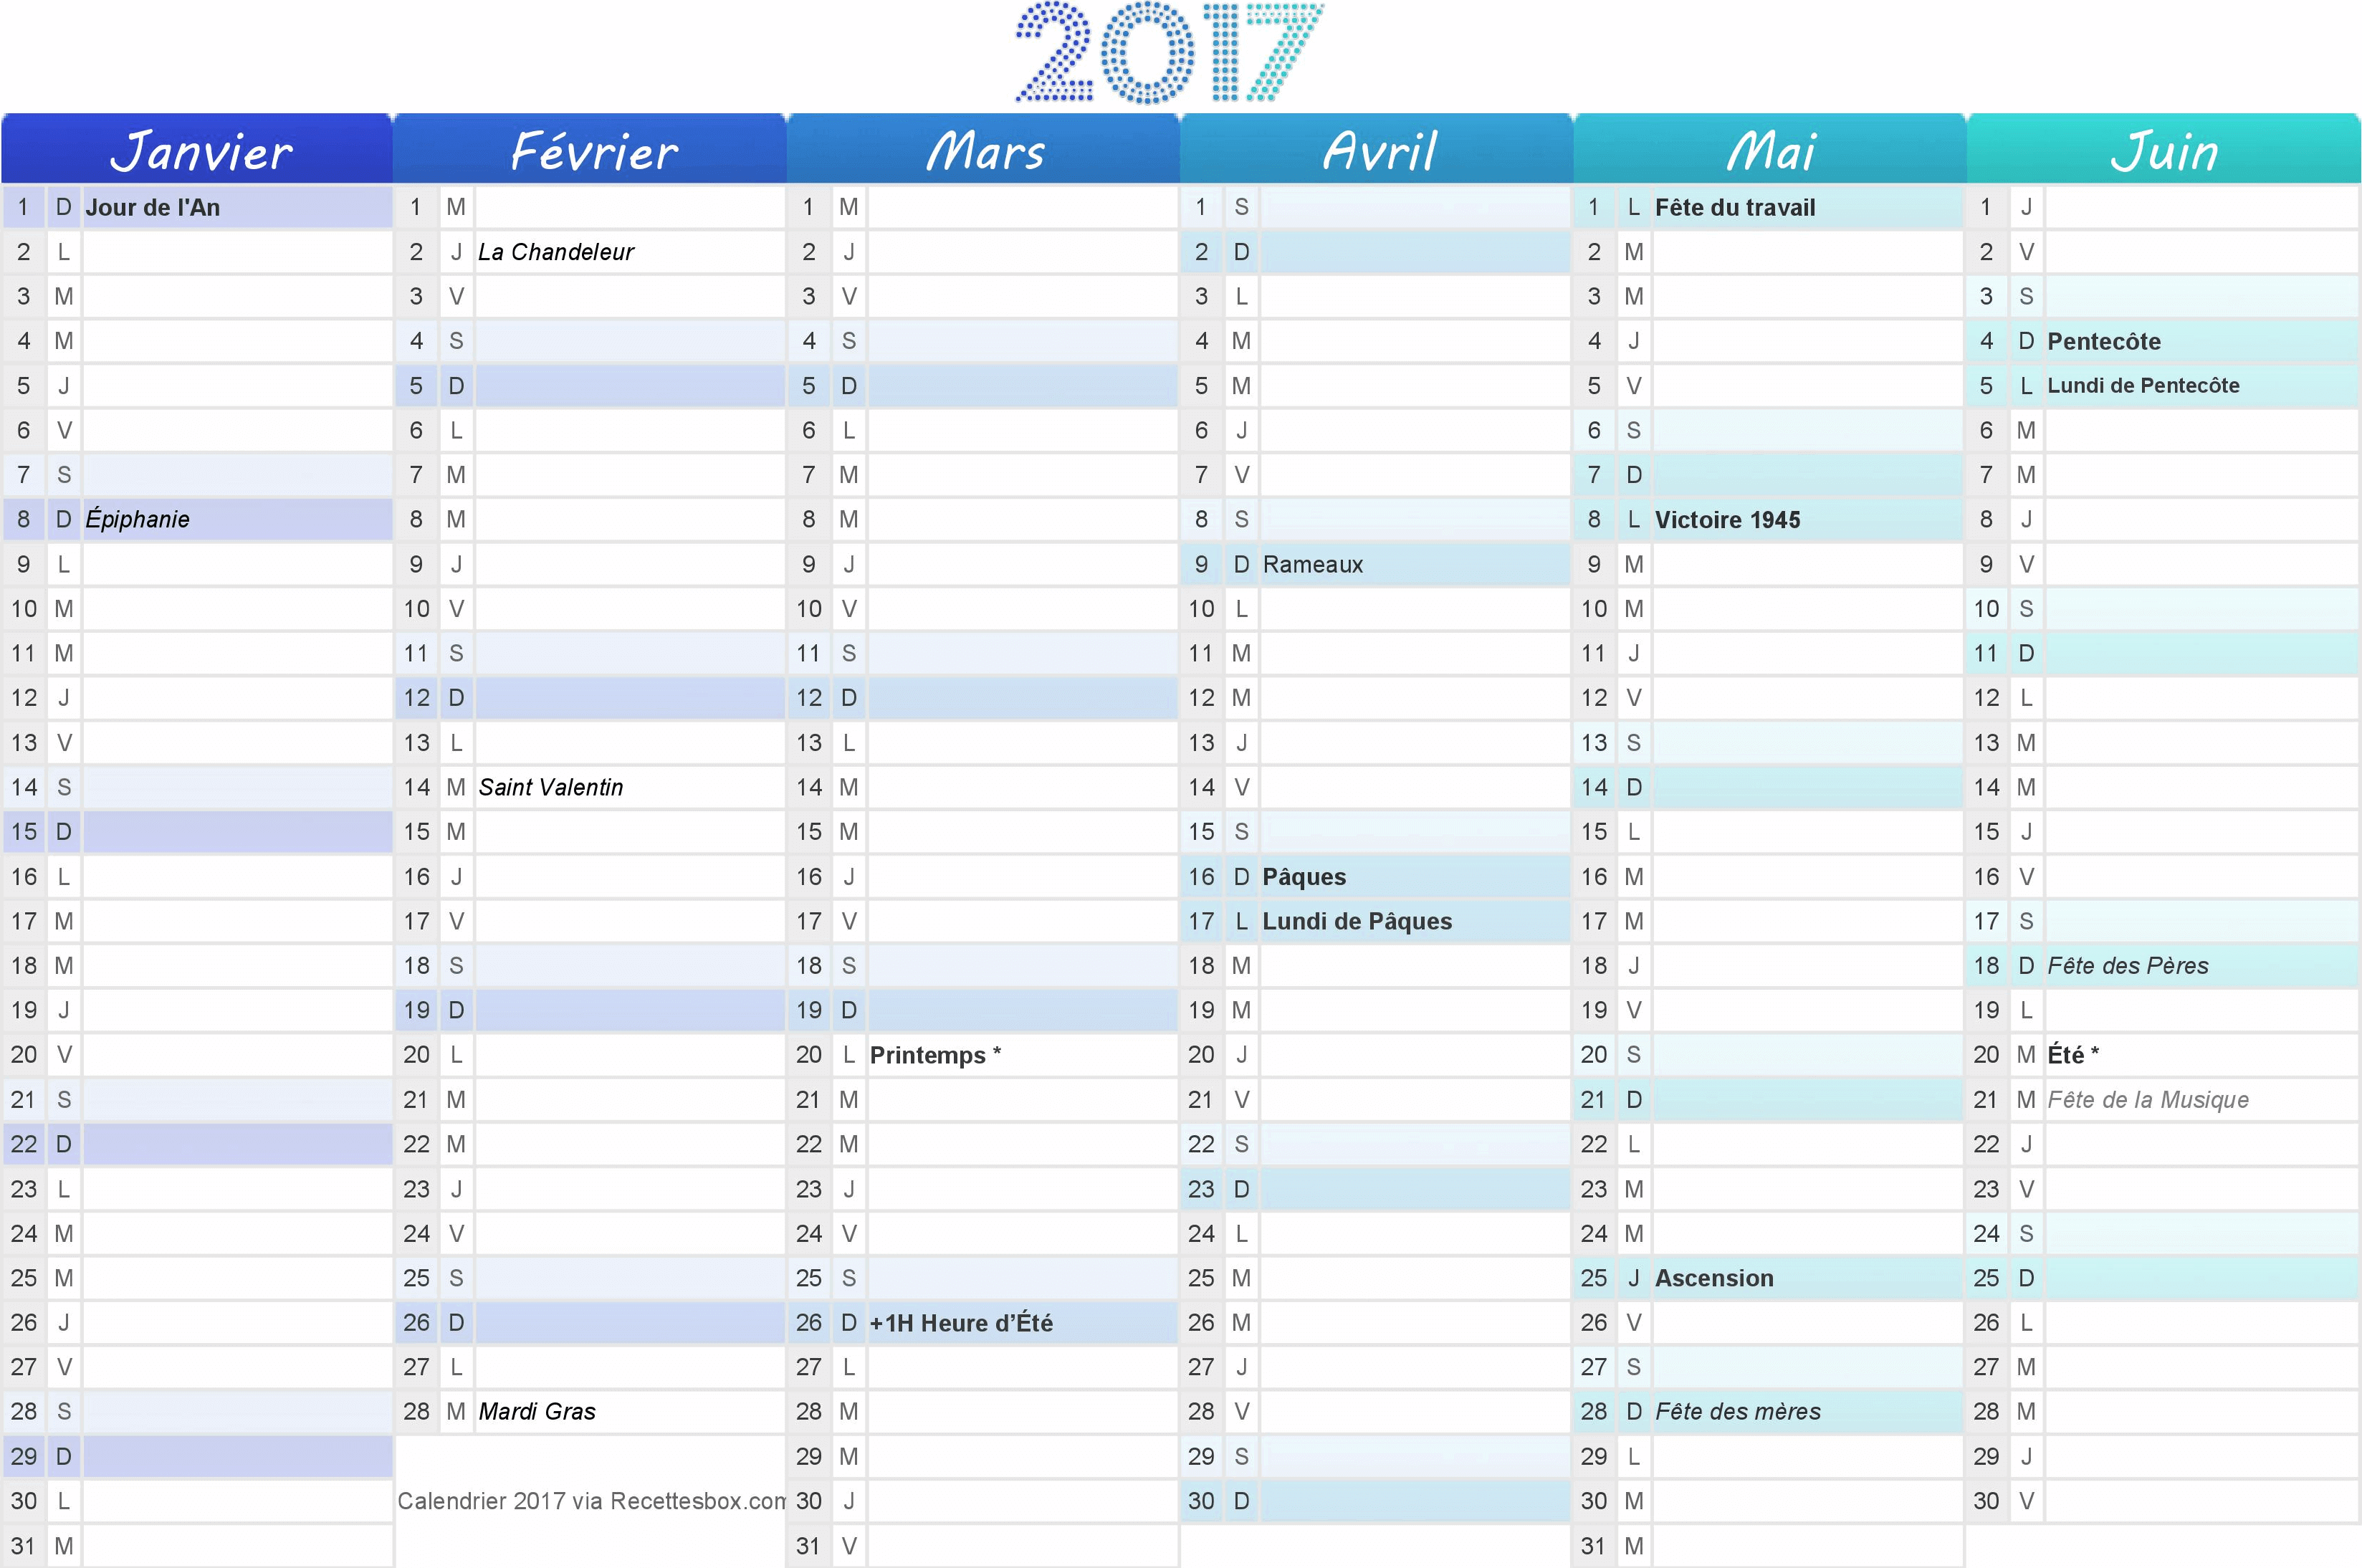 2017
Janvier Février Mars Avril Mai Juin
1 D Jour de l'An 1 M 1 M 1 S 1 L Fête du travail 1 J
2 L 2 J La Chandeleur 2 J 2 D 2 M 2 V
3 M 3 V 3 V 3 L 3 M 3 S
4 M 4 S 4 S 4 M 4 J 4 D Pentecôte
5 J 5 D 5 D 5 M 5 V 5 L Lundi de Pentecôte
6 V 6 L 6 L 6 J 6 S 6 M
7 S 7 M 7 M 7 V 7 D 7 M
8 D Épiphanie 8 M 8 M 8 S 8 L Victoire 1945 8 J
9 L 9 J 9 J 9 D Rameaux 9 M 9 V
10 M 10 V 10 V 10 L 10 M 10 S
11 M 11 S 11 S 11 M 11 J 11 D
12 J 12 D 12 D 12 M 12 V 12 L
13 V 13 L 13 L 13 J 13 S 13 M
14 S 14 M Saint Valentin 14 M 14 V 14 D 14 M
15 D 15 M 15 M 15 S 15 L 15 J
16 L 16 J 16 J 16 D Pâques 16 M 16 V
17 M 17 V 17 V 17 L Lundi de Pâques 17 M 17 S
18 M 18 S 18 S 18 M 18 J 18 D Fête des Pères
19 J 19 D 19 D 19 M 19 V 19 L
20 V 20 L 20 L Printemps * 20 J 20 S 20 M Été *
21 S 21 M 21 M 21 V 21 D 21 M Fête de la Musique
22 D 22 M 22 M 22 S 22 L 22 J
23 L 23 J 23 J 23 D 23 M 23 V
24 M 24 V 24 V 24 L 24 M 24 S
25 M 25 S 25 S 25 M 25 J Ascension 25 D
26 J 26 D 26 D +1H Heure d’Été 26 M 26 V 26 L
27 V 27 L 27 L 27 J 27 S 27 M
28 S 28 M Mardi Gras 28 M 28 V 28 D Fête des mères 28 M
29 D 29 M 29 S 29 L 29 J
30 L Calendrier 2017 via Recettesbox.com 30 J 30 D 30 M 30 V
31 M 31 V 31 M